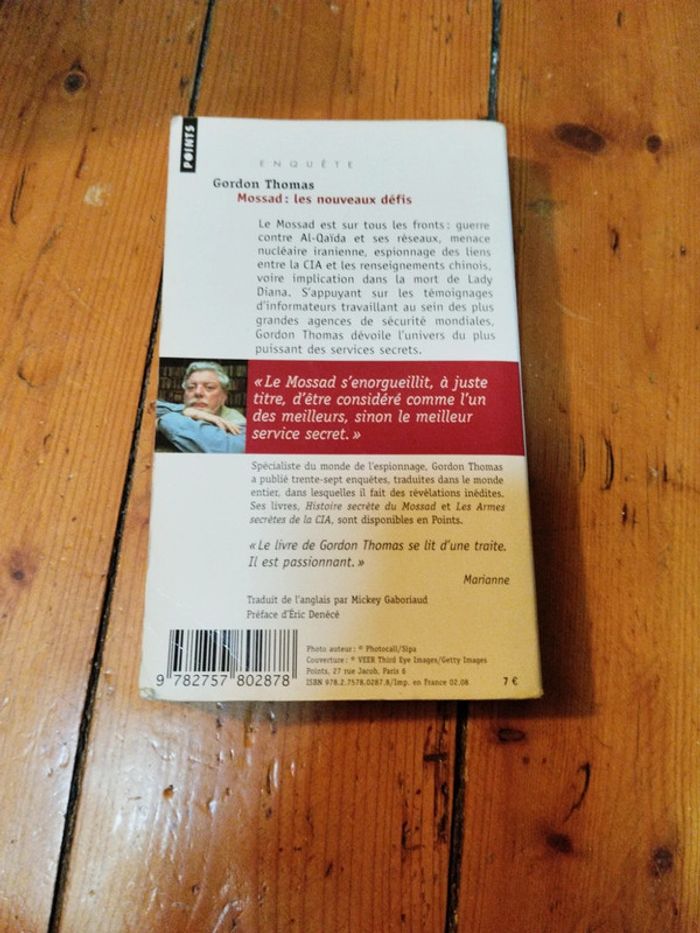 POINTS
ENQUÊTE
Gordon Thomas
Mossad : les nouveaux défis
Le Mossad est sur tous les fronts : guerre
contre Al-Qaïda et ses réseaux, menace
nucléaire iranienne, espionnage des liens
entre la CIA et les renseignements chinois,
voire implication dans la mort de Lady
Diana. S'appuyant sur les témoignages
d'informateurs travaillant au sein des plus
grandes agences de sécurité mondiales,
Gordon Thomas dévoile l'univers du plus
puissant des services secrets.
« Le Mossad s'enorgueillit, à juste
titre, d'être considéré comme l'un
des meilleurs, sinon le meilleur
service secret. »
Spécialiste du monde de l'espionnage, Gordon Thomas
a publié trente-sept enquêtes, traduites dans le monde
entier, dans lesquelles il fait des révélations inédites.
Ses livres, Histoire secrète du Mossad et Les Armes
secrètes de la CIA, sont disponibles en Points.
« Le livre de Gordon Thomas se lit d'une traite.
Il est passionnant. »
Marianne
Traduit de l'anglais par Mickey Gaboriaud
Préface d'Éric Denécé
9 782757 802878
Photo auteur : © Photocall/Sipa
Couverture : © VEER Third Eye Images/Getty Images
Points, 27 rue Jacob, Paris 6
ISBN 978.2.7578.0287.8/Imp. en France 02.08
7 €